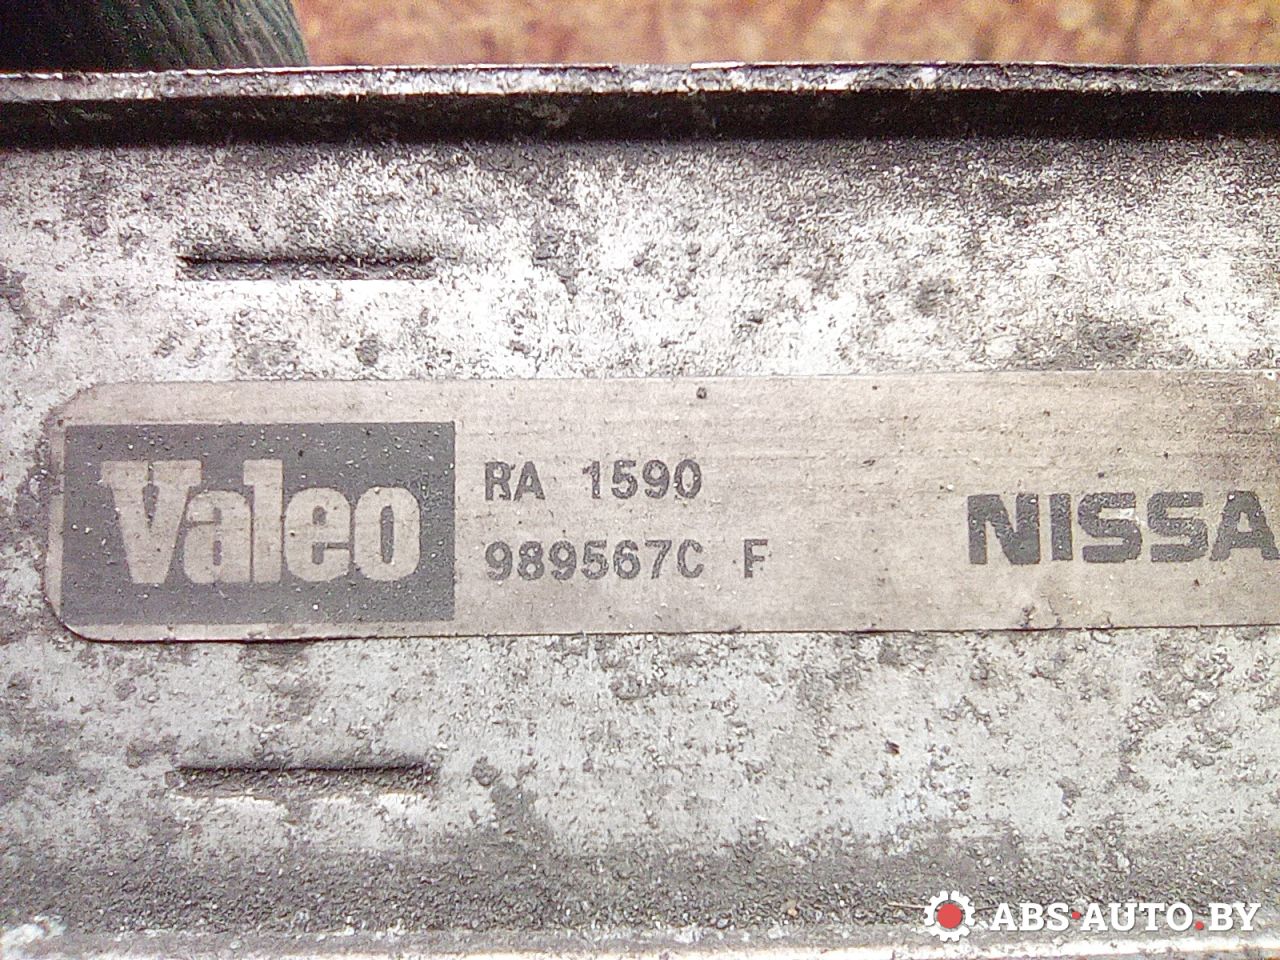 Valeo
RA 1590
989567C F
NISSA
ABS·AUTO.BY